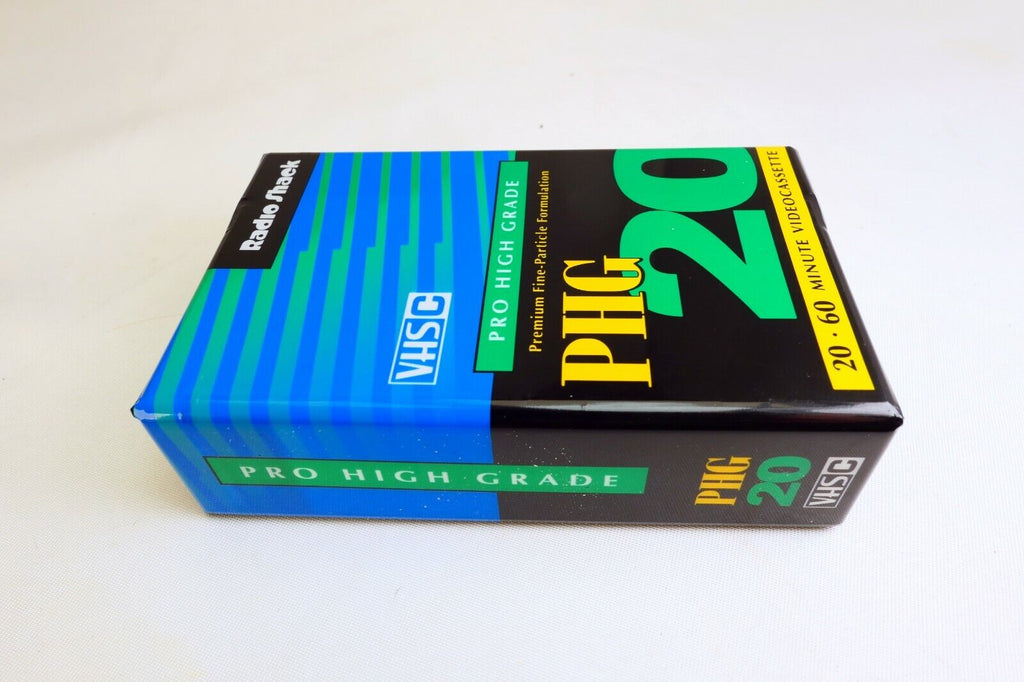 Radio Shack
VHS C
PRO HIGH GRADE
Premium Fine-Particle Formulation
PHG
20
20 · 60 MINUTE VIDEOCASSETTE
PRO HIGH GRADE
PHG
20
VHS C